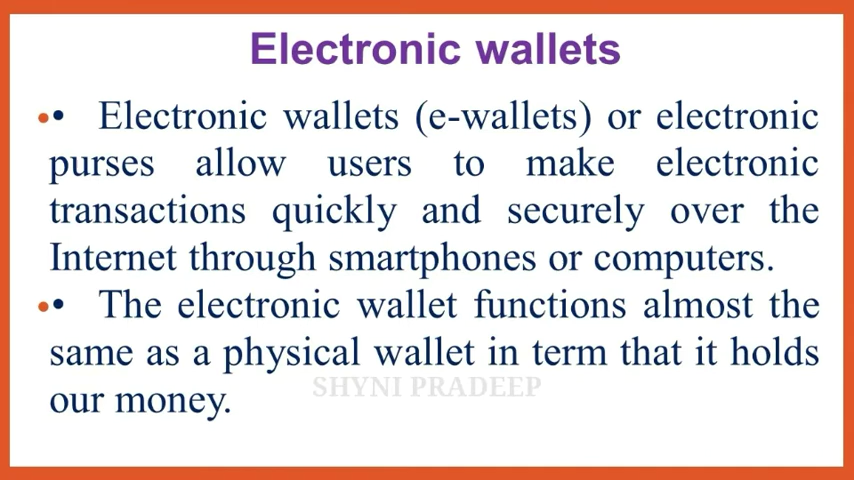 Electronic wallets
•• Electronic wallets (e-wallets) or electronic
purses allow users to make electronic
transactions quickly and securely over the
Internet through smartphones or computers.
•• The electronic wallet functions almost the
same as a physical wallet in term that it holds
SHYNI PRADEEP
our money.